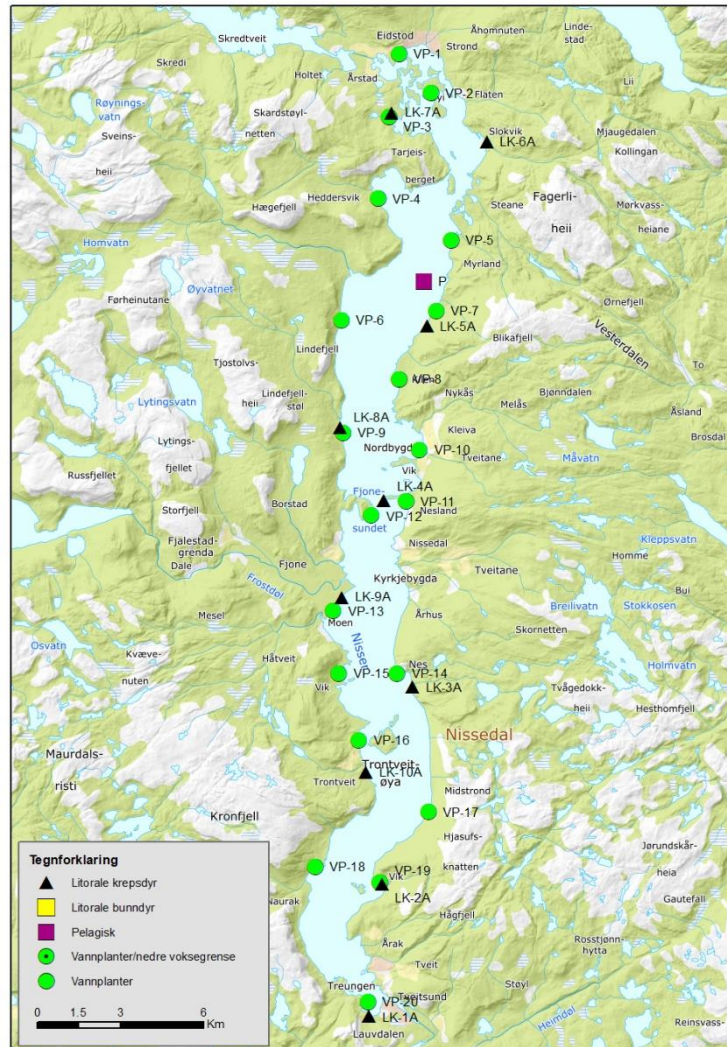 Skredtveit
Eidstod
Åhomnuten
Linde-
stad
Strond
VP-1
Skredi
Holtet
Årstad
Lii
VP-2
Flaten
Røynings-
vatn
Skardstøyl-
netten
LK-7A
VP-3
Slokvik
LK-6A
Mjaugedalen
Kollingan
Sveins-
heii
Tarjeis-
berget
Heddersvik
VP-4
Steane
Fagerli-
heii
Mørkvass-
heiane
Hægefjell
Homvatn
VP-5
Myrland
Øyvatnet
P
Førheinutane
Ørnefjell
VP-7
VP-6
LK-5A
Vesterdalen
Blikafjell
Lindefjell
Tjostolvs-
heii
To
VP-8
Nykås
Bjønndalen
Lindefjell-
støl
Melås
Åsland
Lytingsvatn
LK-8A
VP-9
Kleiva
Brosdal
Lytings-
fjellet
Nordbygd
VP-10
Tveitane
Måvatn
Russfjellet
Vik
LK-4A
Borstad
Fjone-
sundet
VP-11
VP-12
Nesland
Storfjell
Fjalestad-
grenda
Dale
Nissedal
Kleppsvatn
Homme
Fjone
Kyrkjebygda
Tveitane
Bui
Frostdøl
LK-9A
VP-13
Moen
Mesel
Århus
Breilivatn
Stokkosen
Skornetten
Osvatn
Kvæve-
nuten
Håtveit
Nisser
Nes
Holmvatn
Vik
VP-15
VP-14
LK-3A
Tvågedokk-
heii
Hesthomfjell
Nissedal
VP-16
Maurdals-
risti
Trontveit-
øya
LK-10A
Trontveit
Midstrond
Kronfjell
VP-17
Hjasufs-
knatten
Jørundskår-
heia
VP-18
VP-19
Vik
LK-2A
Gautefall
Naurak
Høgfjell
Årak
Rosstjønn-
hytta
Tveit
Treungen
Tveitsund
Støyl
VP-20
LK-1A
Lauvdalen
Heimdøl
Reinsvass-
Tegnforklaring
Litorale krepsdyr
Litorale bunndyr
Pelagisk
Vannplanter/nedre voksegrense
Vannplanter
0 1.5 3 6
Km